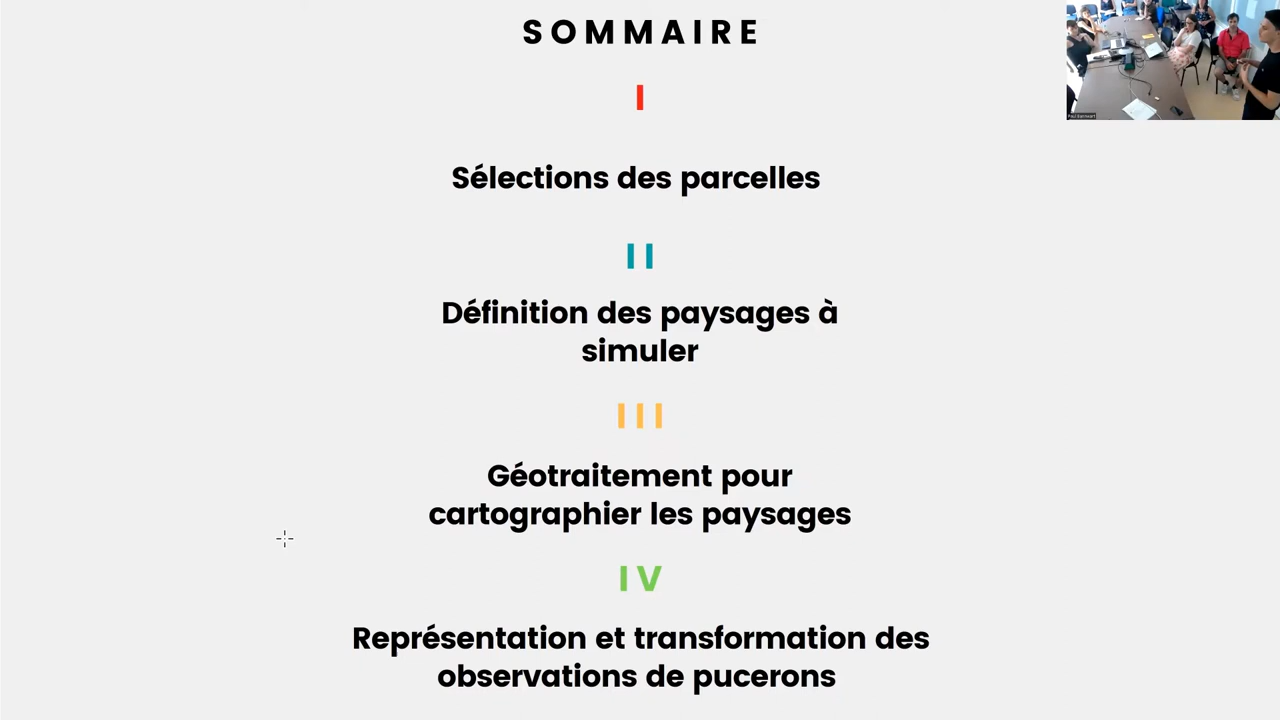 SOMMAIRE
I
Sélections des parcelles
II
Définition des paysages à
simuler
III
Géotraitement pour
cartographier les paysages
IV
Représentation et transformation des
observations de pucerons